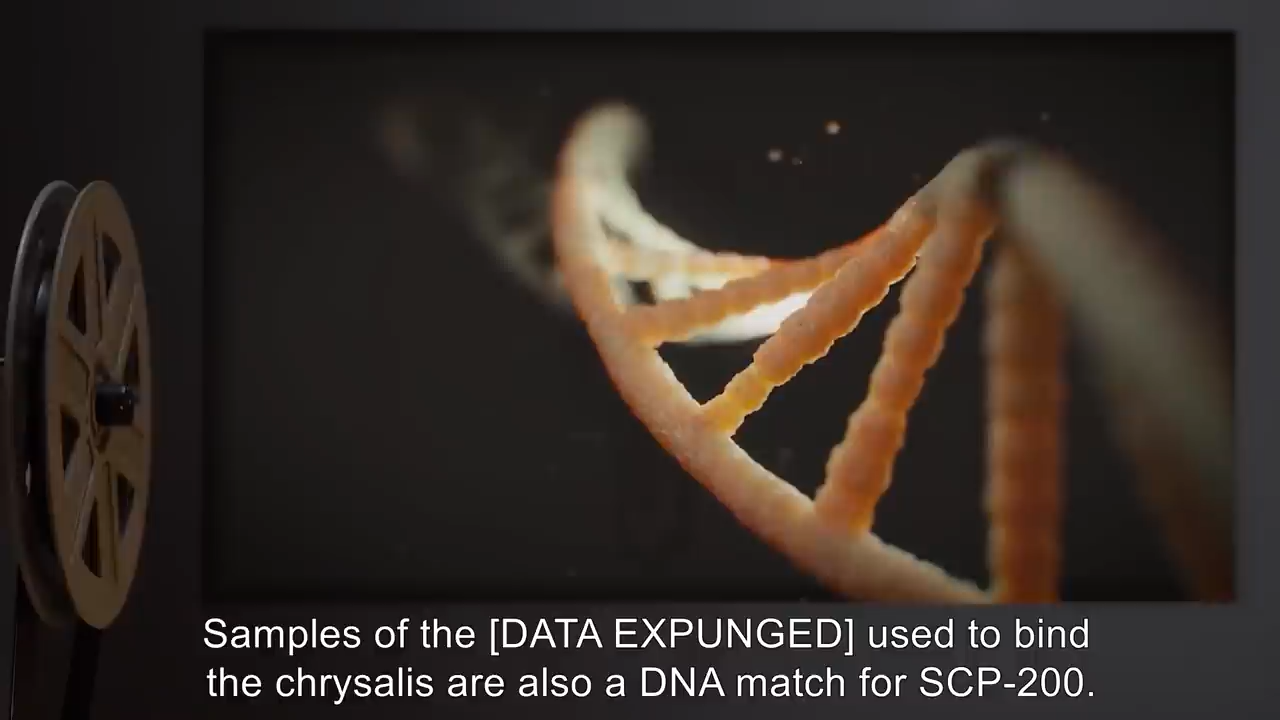 Samples of the [DATA EXPUNGED] used to bind
the chrysalis are also a DNA match for SCP-200.